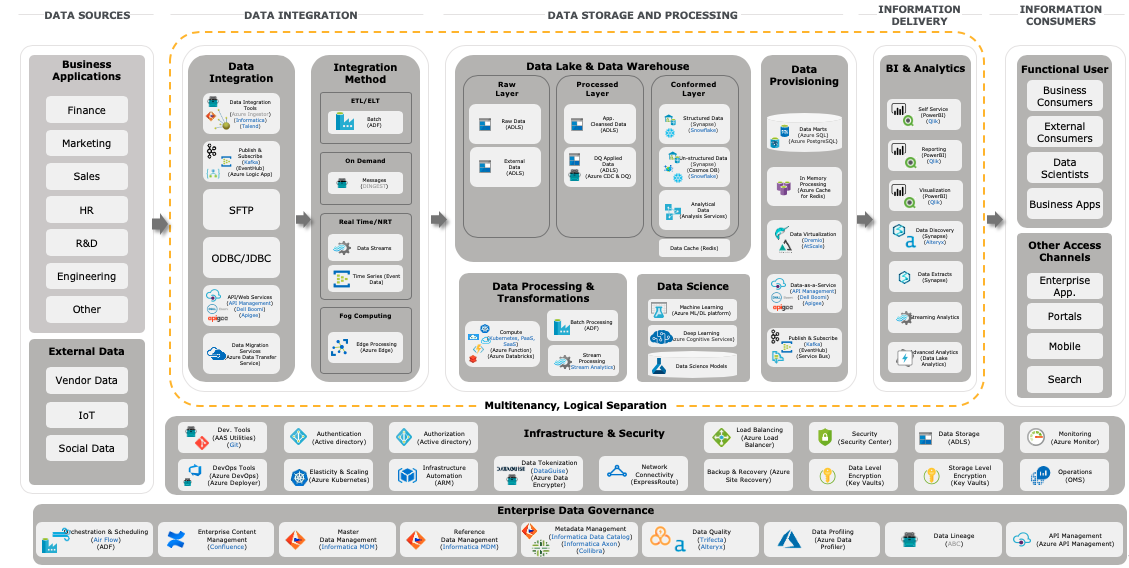 DATA SOURCES
DATA INTEGRATION
DATA STORAGE AND PROCESSING
INFORMATION
DELIVERY
INFORMATION
CONSUMERS
Business
Applications
Finance
Marketing
Sales
HR
R&D
Engineering
Other
External Data
Vendor Data
IoT
Social Data
Data
Integration
Data Integration
Tools
(Azure Ingestor)
(Informatica)
(Talend)
Publish &
Subscribe
(Kafka)
(EventHub)
(Azure Logic App)
SFTP
ODBC/JDBC
API/Web Services
(API Management)
(Dell Boomi)
(Apigee)
apigee
Data Migration
Services
(Azure Data Transfer
Service)
Integration
Method
ETL/ELT
Batch
(ADF)
On Demand
Messages
(DINGEST)
Real Time/NRT
Data Streams
Time Series (Event
Data)
Fog Computing
Edge Processing
(Azure Edge)
Data Lake & Data Warehouse
Raw
Layer
Raw Data
(ADLS)
External
Data
(ADLS)
Processed
Layer
App.
Cleansed Data
(ADLS)
DQ Applied
Data
(ADLS)
(Azure CDC & DQ)
Conformed
Layer
Structured Data
(Synapse)
(Snowflake)
Un-structured Data
(Synapse)
(Cosmos DB)
(Snowflake)
Analytical
Data
(Analysis Services)
Data Cache (Redis)
Data Processing &
Transformations
Compute
(Kubernetes, PaaS,
SaaS)
(Azure Function)
(Azure Databricks)
Batch Processing
(ADF)
Stream
Processing
(Stream Analytics)
Data Science
Machine Learning
(Azure ML/DL platform)
Deep Learning
(Azure Cognitive Services)
Data Science Models
Data
Provisioning
Data Marts
(Azure SQL)
(Azure PostgreSQL)
In Memory
Processing
(Azure Cache
for Redis)
Data Virtualization
(Dremio)
(AtScale)
Data-as-a-Service
(API Management)
(Dell Boomi)
(Apigee)
apigee
Publish & Subscribe
(Kafka)
(EventHub)
(Service Bus)
BI & Analytics
Self Service
(PowerBI)
(Qlik)
Reporting
(PowerBI)
(Qlik)
Visualization
(PowerBI)
(Qlik)
Data Discovery
(Synapse)
(Alteryx)
Data Extracts
(Synapse)
Streaming Analytics
Advanced Analytics
(Data Lake
Analytics)
Functional User
Business
Consumers
External
Consumers
Data
Scientists
Business Apps
Other Access
Channels
Enterprise
App.
Portals
Mobile
Search
Multitenancy, Logical Separation
Infrastructure & Security
Dev. Tools
(AAS Utilities)
(Git)
Authentication
(Active directory)
Authorization
(Active directory)
Load Balancing
(Azure Load
Balancer)
Security
(Security Center)
Data Storage
(ADLS)
Monitoring
(Azure Monitor)
DevOps Tools
(Azure DevOps)
(Azure Deployer)
Elasticity & Scaling
(Azure Kubernetes)
Infrastructure
Automation
(ARM)
Data Tokenization
(DataGuise)
(Azure Data
Encrypter)
Network
Connectivity
(ExpressRoute)
Backup & Recovery (Azure
Site Recovery)
Data Level
Encryption
(Key Vaults)
Storage Level
Encryption
(Key Vaults)
Operations
(OMS)
Enterprise Data Governance
Orchestration & Scheduling
(Air Flow)
(ADF)
Enterprise Content
Management
(Confluence)
Master
Data Management
(Informatica MDM)
Reference
Data Management
(Informatica MDM)
Metadata Management
(Informatica Data Catalog)
(Informatica Axon)
(Collibra)
Data Quality
(Trifecta)
(Alteryx)
Data Profiling
(Azure Data
Profiler)
Data Lineage
(ABC)
API Management
(Azure API Management)